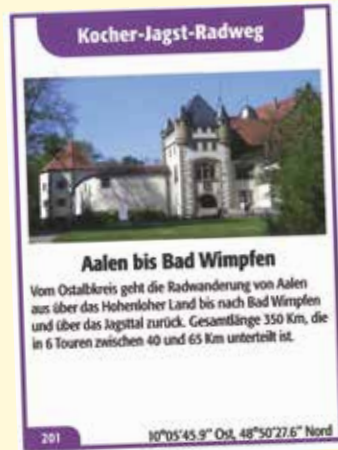 Kocher-Jagst-Radweg
Aalen bis Bad Wimpfen
Vom Ostalbkreis geht die Radwanderung von Aalen
aus über das Hohenloher Land bis nach Bad Wimpfen
und über das Jagsttal zurück. Gesamtlänge 350 Km, die
in 6 Touren zwischen 40 und 65 Km unterteilt ist.
201
10°05'45.9" Ost, 48°50'27.6" Nord